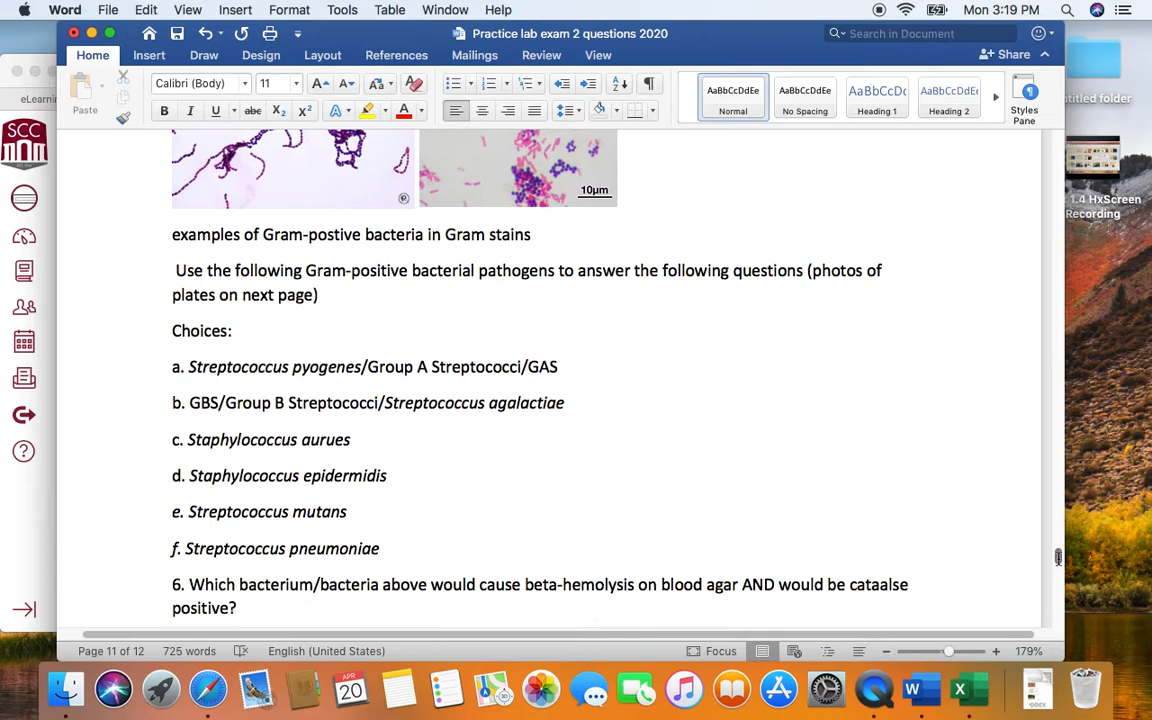 Word File Edit View Insert Format Tools Table Window Help Mon 3:19 PM
Practice lab exam 2 questions 2020
Search in Document
Home Insert Draw Design Layout References Mailings Review View
Share
Paste
Calibri (Body) 11
AaBbCcDdEe AaBbCcDdEe AaBbCcDc AaBbCcDdEe
Normal No Spacing Heading 1 Heading 2
Styles Pane
eLearn
SCC
titled folder
1.4 HxScreen
Recording
10µm
examples of Gram-postive bacteria in Gram stains
Use the following Gram-positive bacterial pathogens to answer the following questions (photos of
plates on next page)
Choices:
a. Streptococcus pyogenes/Group A Streptococci/GAS
b. GBS/Group B Streptococci/Streptococcus agalactiae
c. Staphylococcus aurues
d. Staphylococcus epidermidis
e. Streptococcus mutans
f. Streptococcus pneumoniae
6. Which bacterium/bacteria above would cause beta-hemolysis on blood agar AND would be cataalse
positive?
Page 11 of 12 725 words English (United States) Focus 179%
APR
20